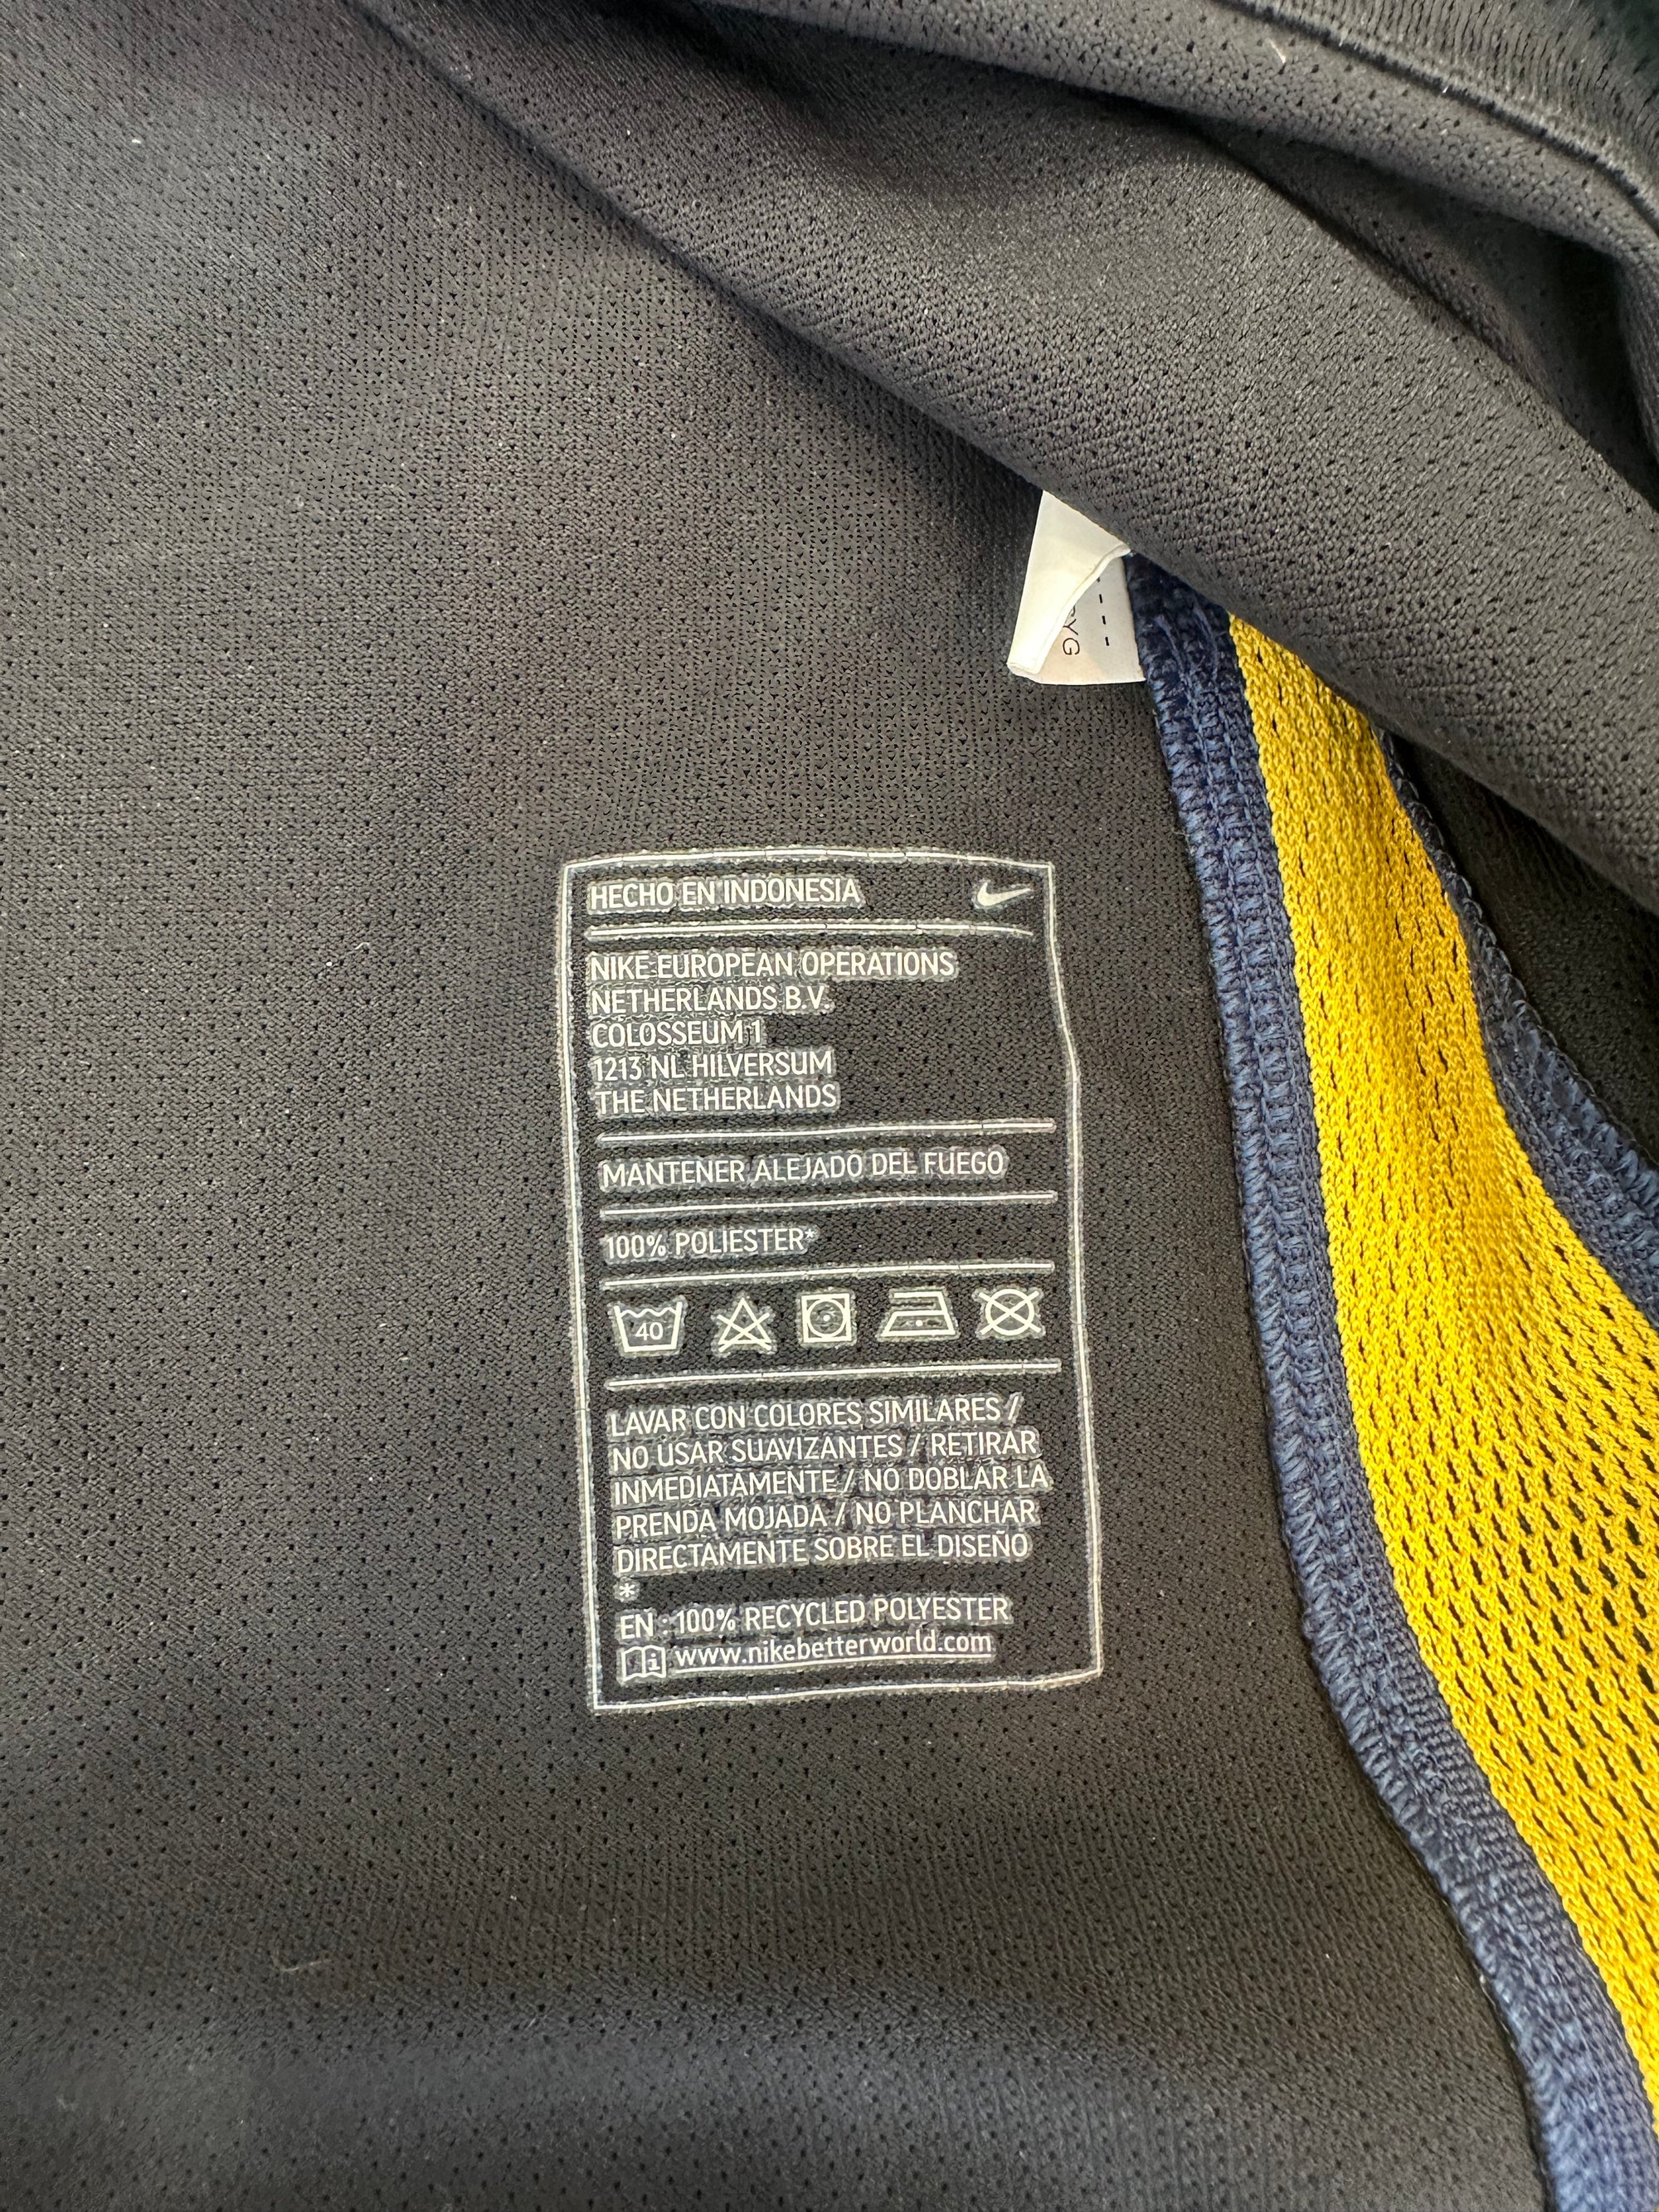 HECHO EN INDONESIA
NIKE EUROPEAN OPERATIONS
NETHERLANDS B.V.
COLOSSEUM 1
1213 NL HILVERSUM
THE NETHERLANDS
MANTENER ALEJADO DEL FUEGO
100% POLIESTER*
40
LAVAR CON COLORES SIMILARES /
NO USAR SUAVIZANTES / RETIRAR
INMEDIATAMENTE / NO DOBLAR LA
PRENDA MOJADA / NO PLANCHAR
DIRECTAMENTE SOBRE EL DISEÑO
*
EN : 100% RECYCLED POLYESTER
www.nikebetterworld.com